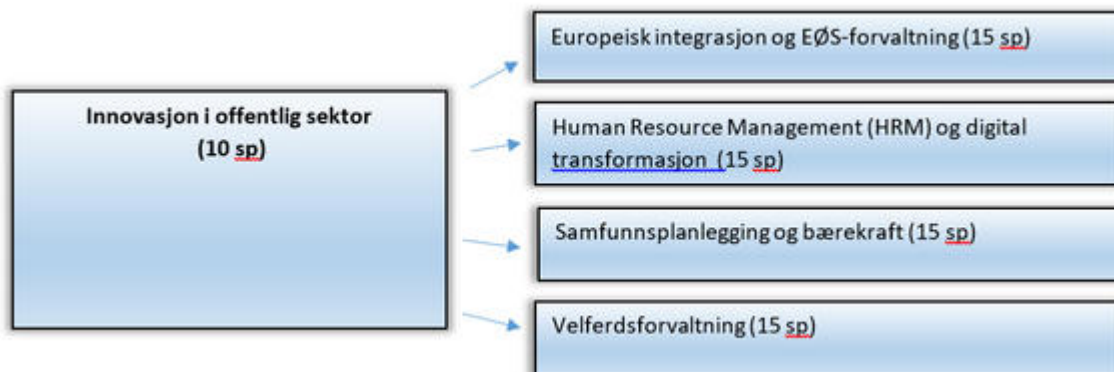 Innovasjon i offentlig sektor
(10 sp)
Europeisk integrasjon og EØS-forvaltning (15 sp)
Human Resource Management (HRM) og digital
transformasjon (15 sp)
Samfunnsplanlegging og bærekraft (15 sp)
Velferdsforvaltning (15 sp)